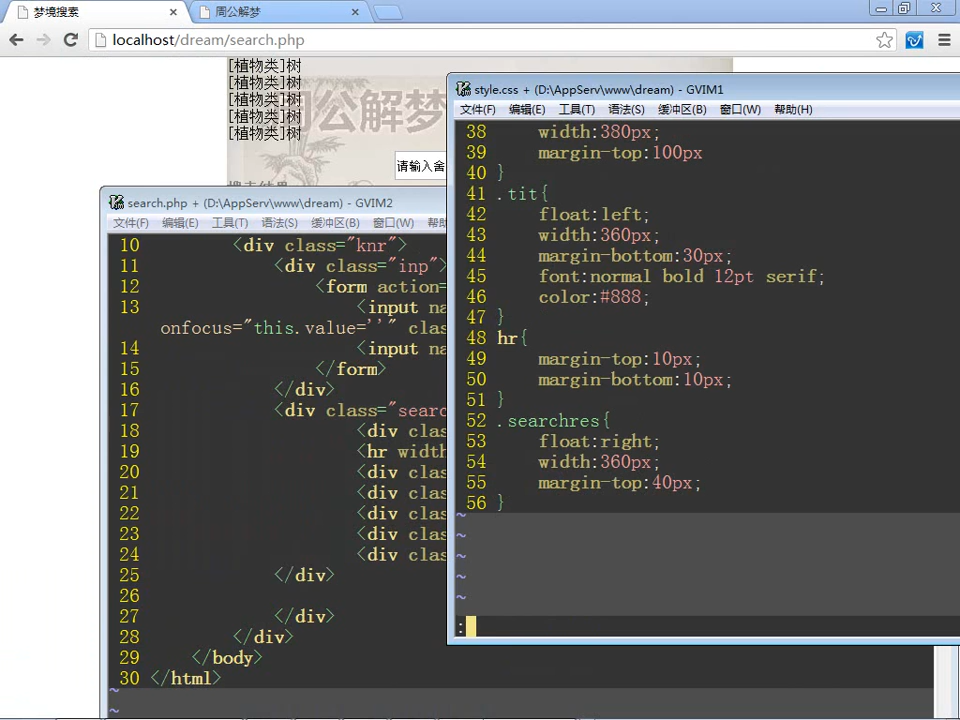 梦境搜索
周公解梦
localhost/dream/search.php
[植物类]树
[植物类]树
[植物类]树
[植物类]树
[植物类]树
周公解梦
请输入
搜索结果
search.php + (D:\AppServ\www\dream) - GVIM2
文件(F) 编辑(E) 工具(T) 语法(S) 缓冲区(B) 窗口(W) 帮助
10 <div class="knr">
11 <div class="inp">
12 <form action=
13 <input na
onfocus="this.value=''" clas
14 <input na
15 </form>
16 </div>
17 <div class="searc
18 <div clas
19 <hr width
20 <div clas
21 <div clas
22 <div clas
23 <div clas
24 <div clas
25 </div>
26
27 </div>
28 </div>
29 </body>
30 </html>
~
~
style.css + (D:\AppServ\www\dream) - GVIM1
文件(F) 编辑(E) 工具(T) 语法(S) 缓冲区(B) 窗口(W) 帮助(H)
38 width:380px;
39 margin-top:100px
40 }
41 .tit{
42 float:left;
43 width:360px;
44 margin-bottom:30px;
45 font:normal bold 12pt serif;
46 color:#888;
47 }
48 hr{
49 margin-top:10px;
50 margin-bottom:10px;
51 }
52 .searchres{
53 float:right;
54 width:360px;
55 margin-top:40px;
56 }
~
~
~
~
~
: